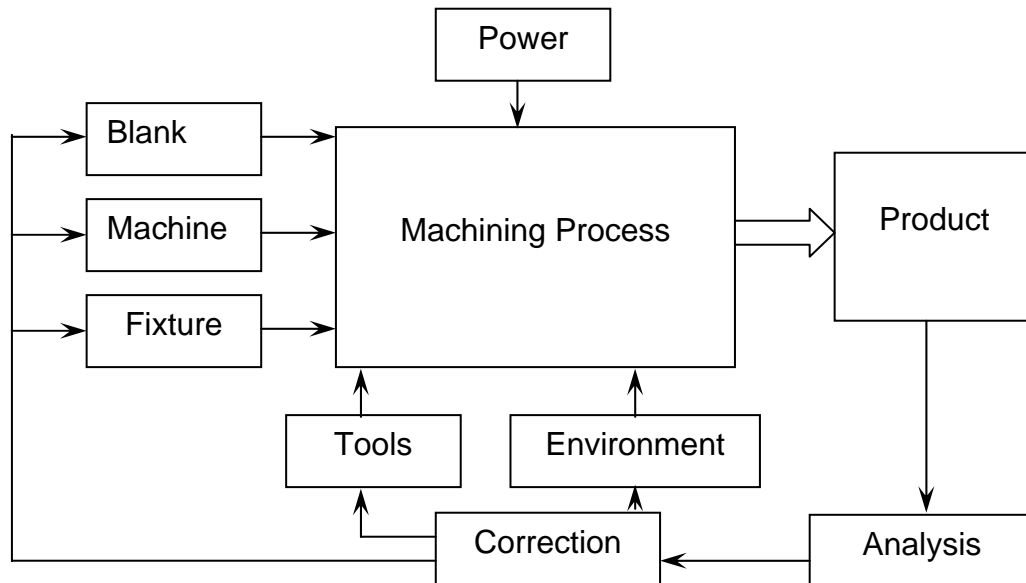 Power
Blank
Machining Process
Product
Machine
Fixture
Tools
Environment
Correction
Analysis